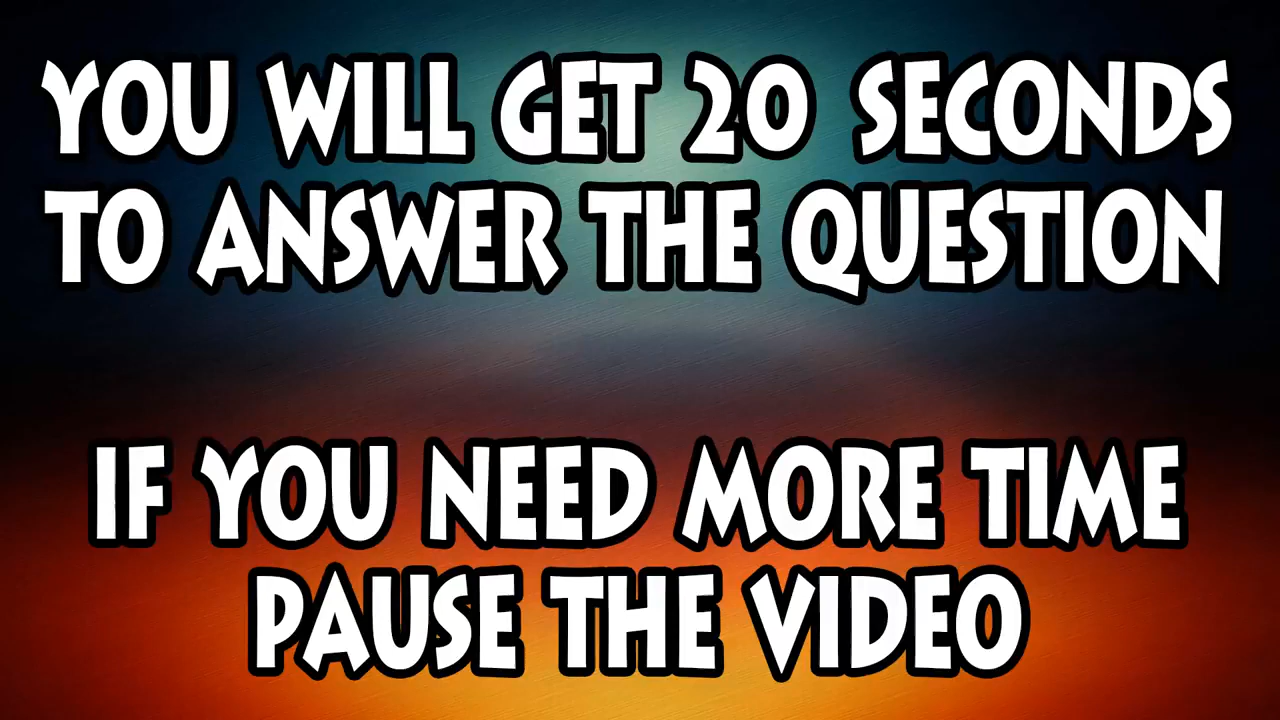 YOU WILL GET 20 SECONDS
TO ANSWER THE QUESTION
IF YOU NEED MORE TIME
PAUSE THE VIDEO